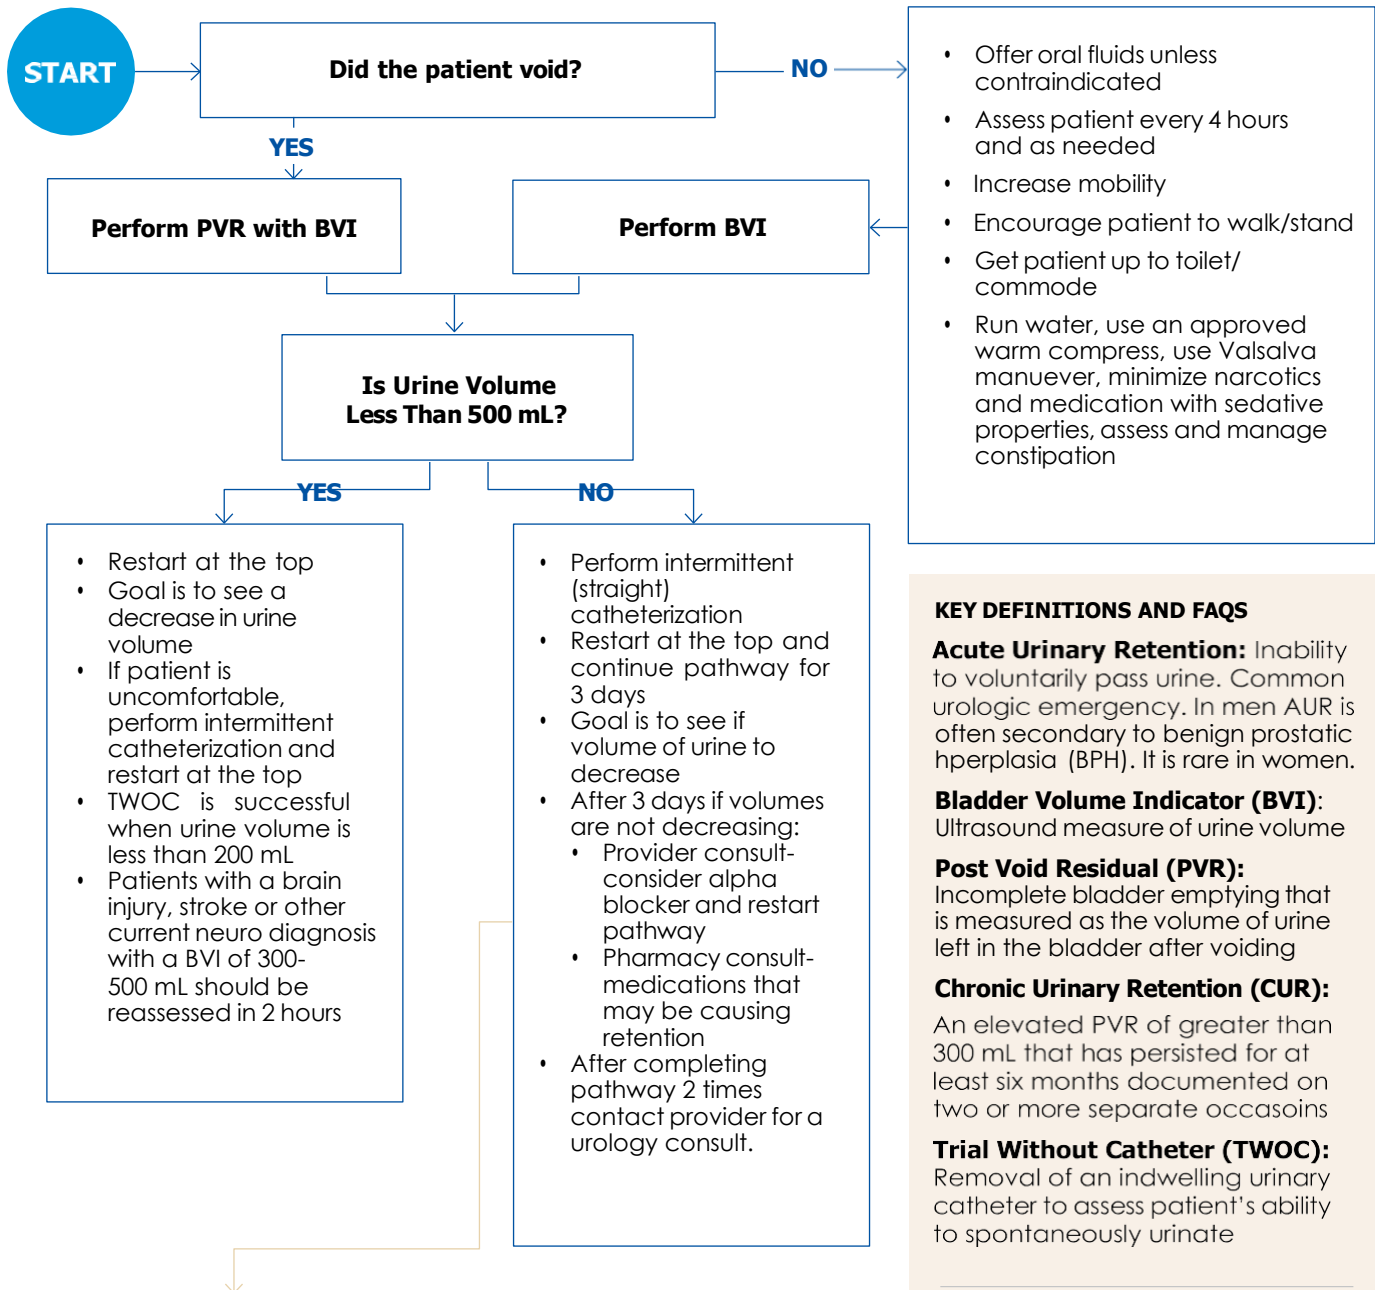 START
Did the patient void?
NO
YES
Perform PVR with BVI
Perform BVI
• Offer oral fluids unless
contraindicated
• Assess patient every 4 hours
and as needed
• Increase mobility
• Encourage patient to walk/stand
• Get patient up to toilet/
commode
• Run water, use an approved
warm compress, use Valsalva
manuever, minimize narcotics
and medication with sedative
properties, assess and manage
constipation
Is Urine Volume
Less Than 500 mL?
YES
NO
• Restart at the top
• Goal is to see a
decrease in urine
volume
• If patient is
uncomfortable,
perform intermittent
catheterization and
restart at the top
• TWOC is successful
when urine volume is
less than 200 mL
• Patients with a brain
injury, stroke or other
current neuro diagnosis
with a BVI of 300-
500 mL should be
reassessed in 2 hours
• Perform intermittent
(straight)
catheterization
• Restart at the top and
continue pathway for
3 days
• Goal is to see if
volume of urine to
decrease
• After 3 days if volumes
are not decreasing:
• Provider consult-
consider alpha
blocker and restart
pathway
• Pharmacy consult-
medications that
may be causing
retention
• After completing
pathway 2 times
contact provider for a
urology consult.
KEY DEFINITIONS AND FAQS
Acute Urinary Retention: Inability
to voluntarily pass urine. Common
urologic emergency. In men AUR is
often secondary to benign prostatic
hperplasia (BPH). It is rare in women.
Bladder Volume Indicator (BVI):
Ultrasound measure of urine volume
Post Void Residual (PVR):
Incomplete bladder emptying that
is measured as the volume of urine
left in the bladder after voiding
Chronic Urinary Retention (CUR):
An elevated PVR of greater than
300 mL that has persisted for at
least six months documented on
two or more separate occasoins
Trial Without Catheter (TWOC):
Removal of an indwelling urinary
catheter to assess patient's ability
to spontaneously urinate